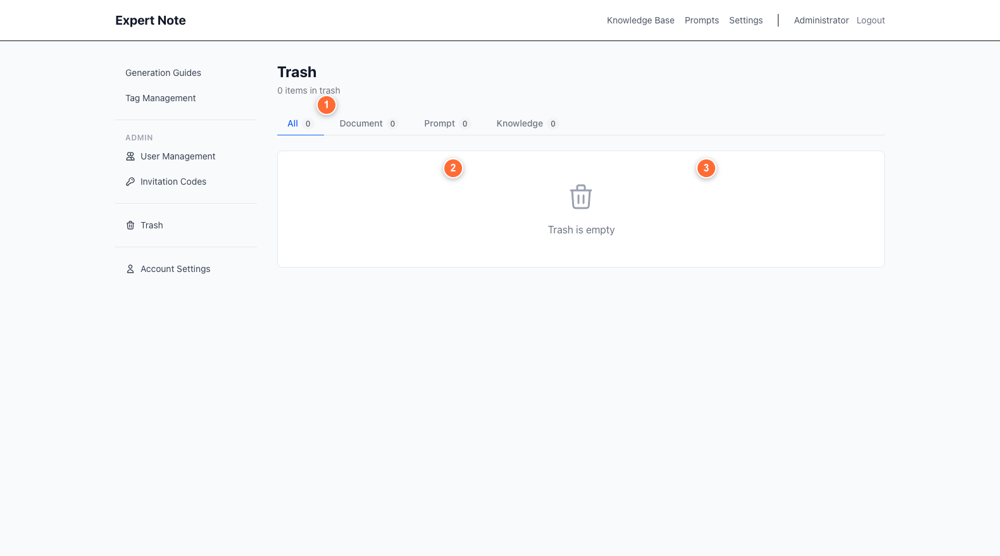 Expert Note
Knowledge Base Prompts Settings Administrator Logout
Generation Guides
Tag Management
ADMIN
User Management
Invitation Codes
Trash
Account Settings
Trash
0 items in trash
1
All 0 Document 0 Prompt 0 Knowledge 0
2 3
Trash is empty